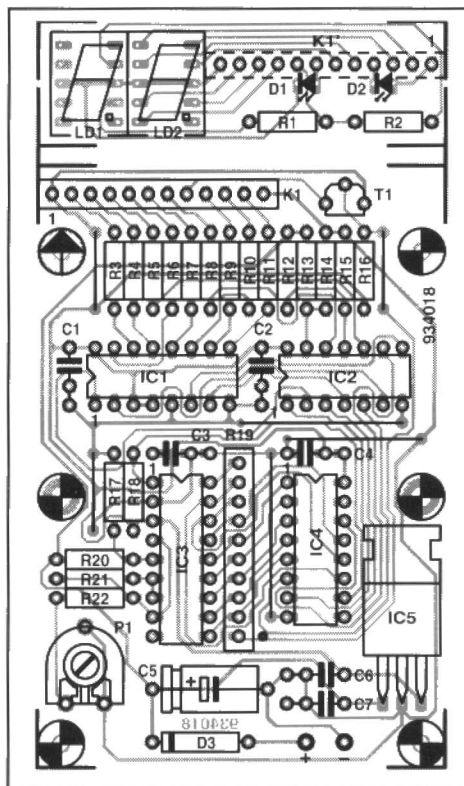 K1' 1
D1 D2
LD1 LD2 R1 R2
K1 T1
1
R3 R4 R5 R6 R7 R8 R9 R10 R11 R12 R13 R14 R15 R16
934018
C1 C2
IC1 IC2
1 1
C3 R19 C4
1 1
R17 R18
IC3 IC4
R20
R21
R22
IC5
P1
C5 + C6
C7
934018
D3 + -